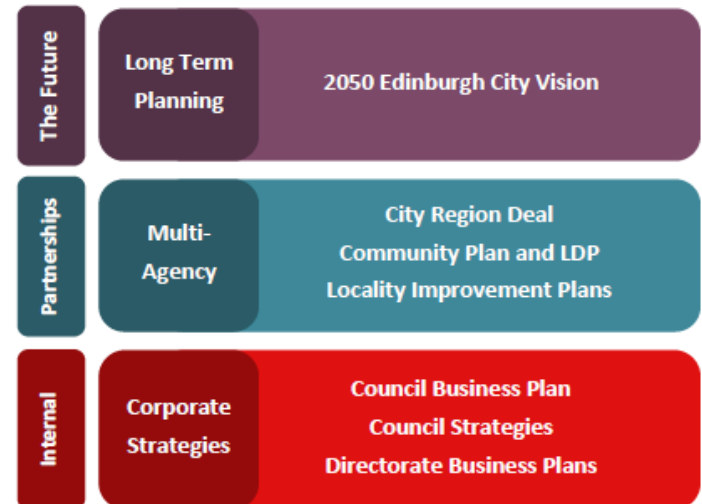 The Future
Long Term
Planning
2050 Edinburgh City Vision
Partnerships
Multi-
Agency
City Region Deal
Community Plan and LDP
Locality Improvement Plans
Internal
Corporate
Strategies
Council Business Plan
Council Strategies
Directorate Business Plans